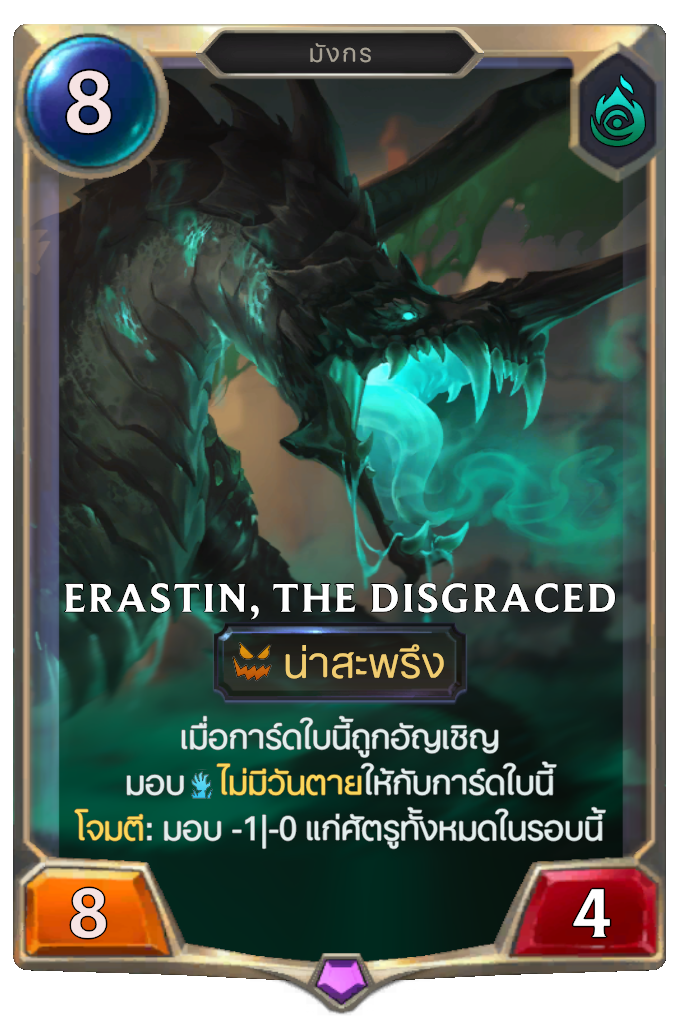 8
มังกร
ERASTIN, THE DISGRACED
น่าสะพรึง
เมื่อการ์ดใบนี้ถูกอัญเชิญ
มอบ ไม่มีวันตายให้กับการ์ดใบนี้
โจมตี: มอบ -1|-0 แก่ศัตรูทั้งหมดในรอบนี้
8
4